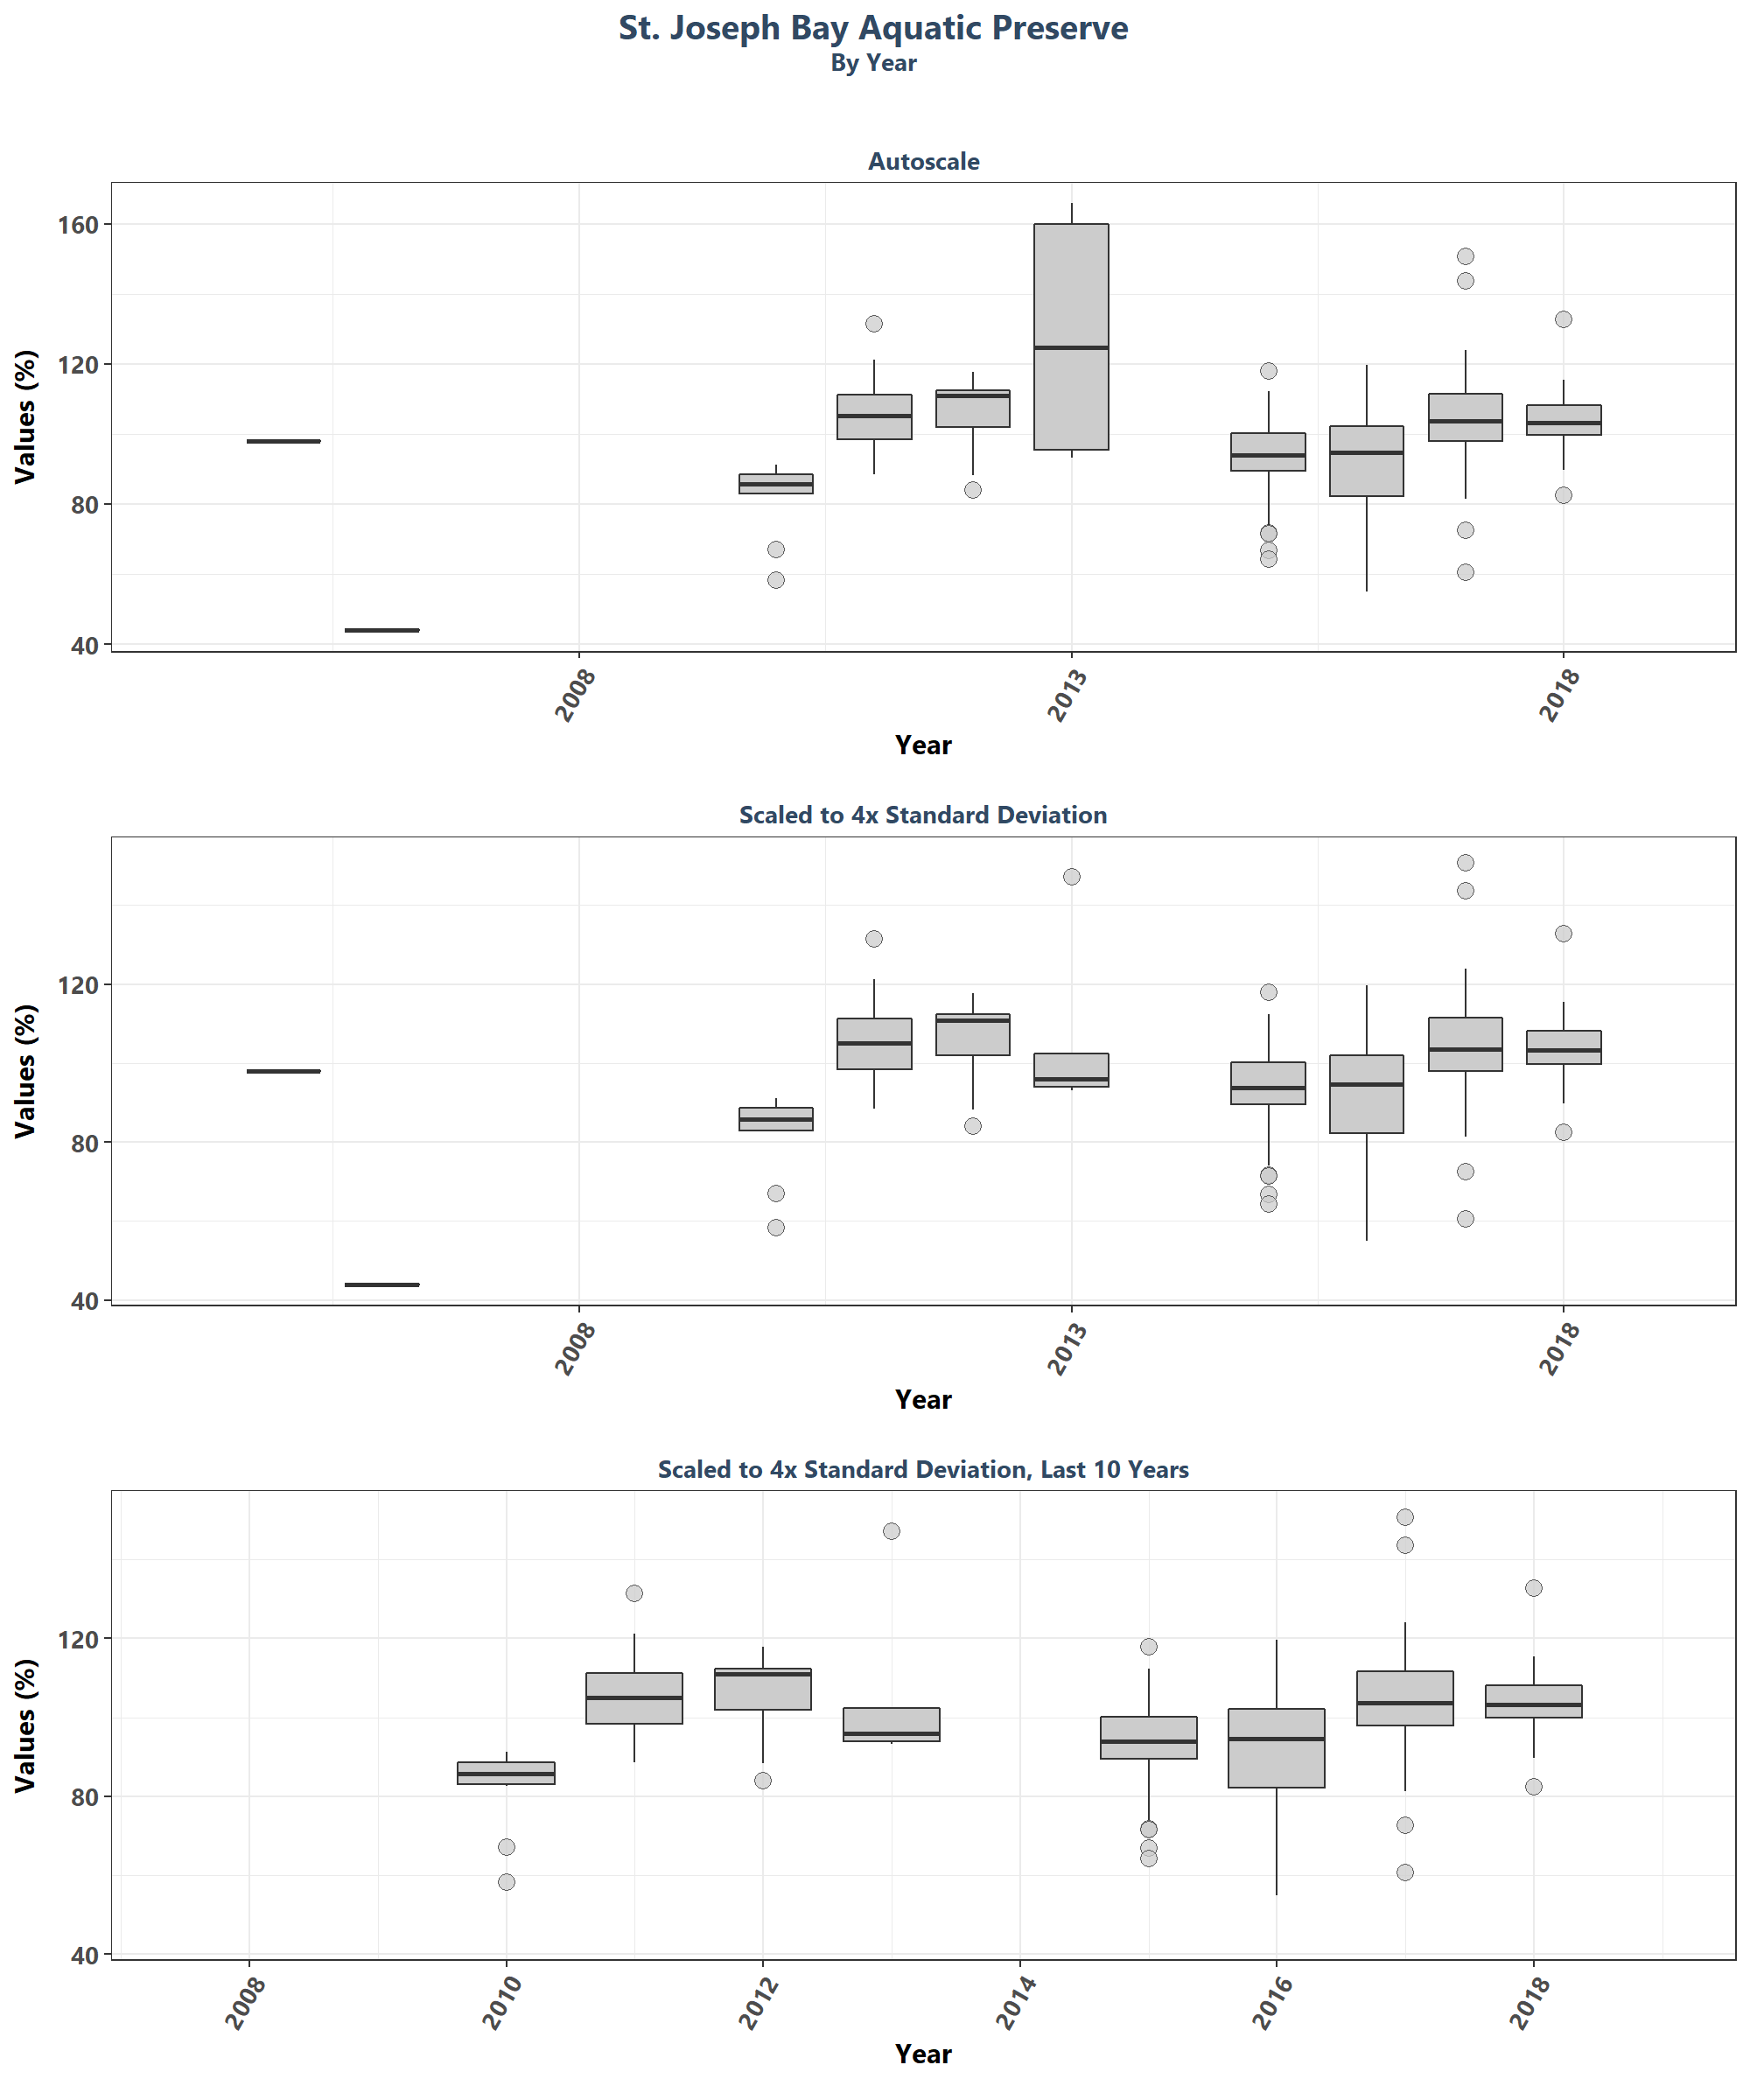 St. Joseph Bay Aquatic Preserve
By Year
Autoscale
Values (%)
160
120
80
40
2008
2013
2018
Year
Scaled to 4x Standard Deviation
Values (%)
120
80
40
2008
2013
2018
Year
Scaled to 4x Standard Deviation, Last 10 Years
Values (%)
120
80
40
2008
2010
2012
2014
2016
2018
Year